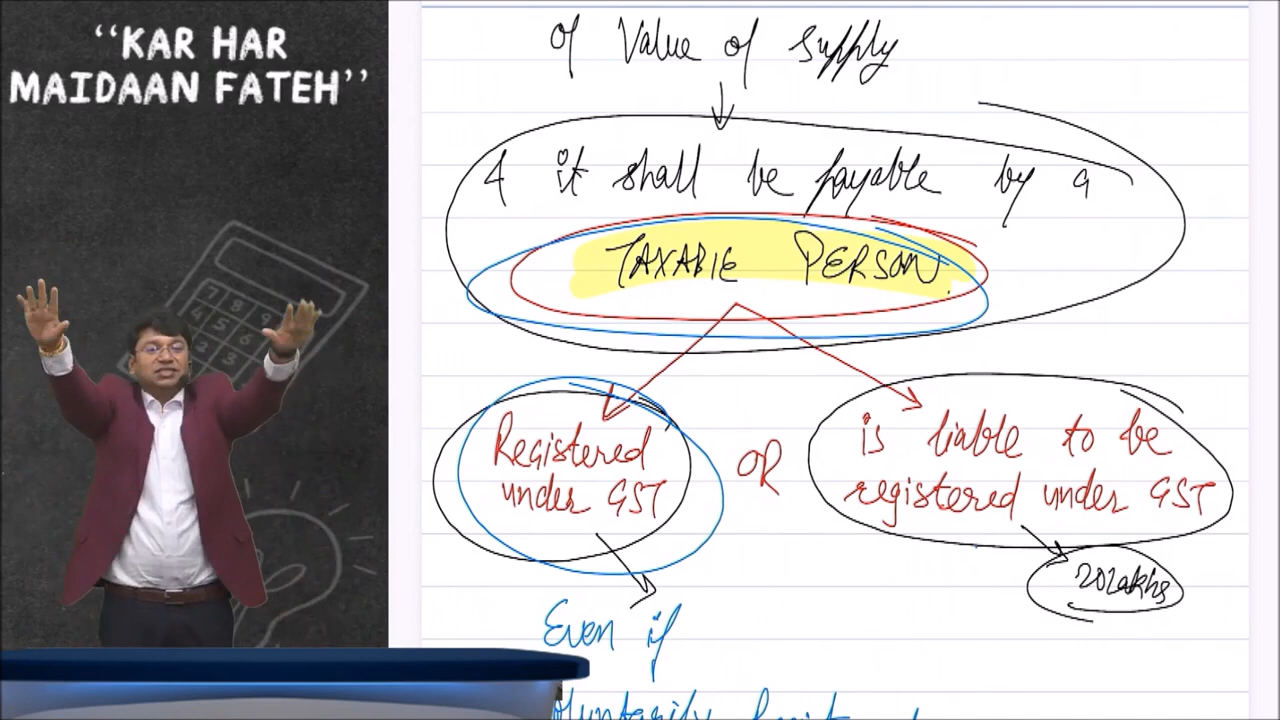 “KAR HAR
MAIDAAN FATEH”
of Value of Supply
& it shall be payable by a
TAXABLE PERSON.
Registered
under GST
OR
is liable to be
registered under GST
20Lakhs
Even if